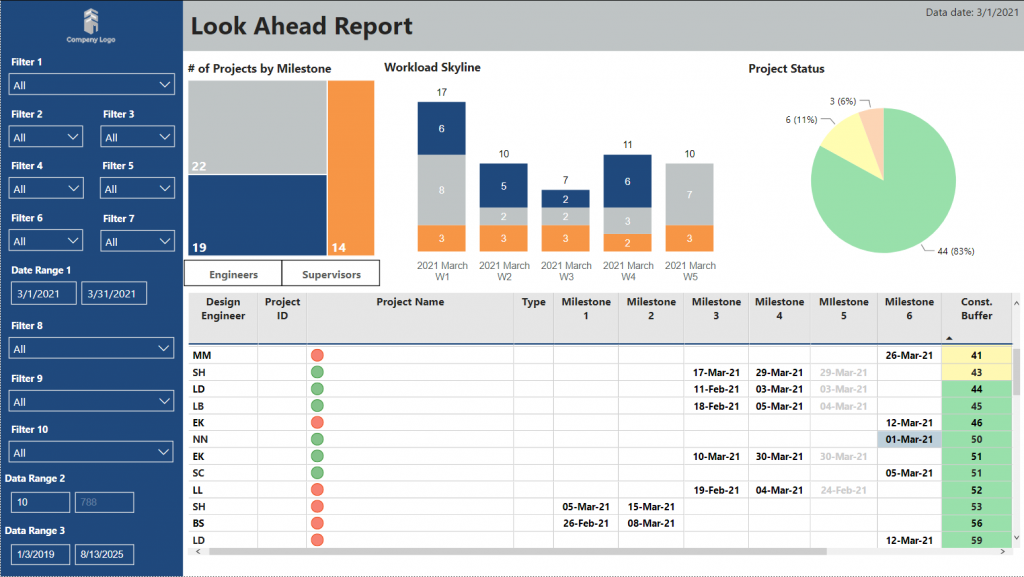 Company Logo
Look Ahead Report
Data date: 3/1/2021
Filter 1
All
Filter 2 Filter 3
All All
Filter 4 Filter 5
All All
Filter 6 Filter 7
All All
Date Range 1
3/1/2021 3/31/2021
Filter 8
All
Filter 9
All
Filter 10
All
Data Range 2
10 788
Data Range 3
1/3/2019 8/13/2025
# of Projects by Milestone
22
19
14
Engineers Supervisors
Workload Skyline
17
6
8
3
2021 March
W1
10
5
2
3
2021 March
W2
7
2
2
3
2021 March
W3
11
6
3
2
2021 March
W4
10
7
3
2021 March
W5
Project Status
3 (6%)
6 (11%)
44 (83%)
Design Project Project Name Type Milestone Milestone Milestone Milestone MIlestone Milestone Const.
Engineer ID 1 2 3 4 5 6 Buffer
MM 26-Mar-21 41
SH 17-Mar-21 29-Mar-21 29-Mar-21 43
LD 11-Feb-21 03-Mar-21 03-Mar-21 44
LB 18-Feb-21 05-Mar-21 04-Mar-21 45
EK 12-Mar-21 46
NN 01-Mar-21 50
EK 10-Mar-21 30-Mar-21 30-Mar-21 51
SC 05-Mar-21 51
LL 19-Feb-21 04-Mar-21 24-Feb-21 52
SH 05-Mar-21 15-Mar-21 53
BS 26-Feb-21 08-Mar-21 56
LD 12-Mar-21 59